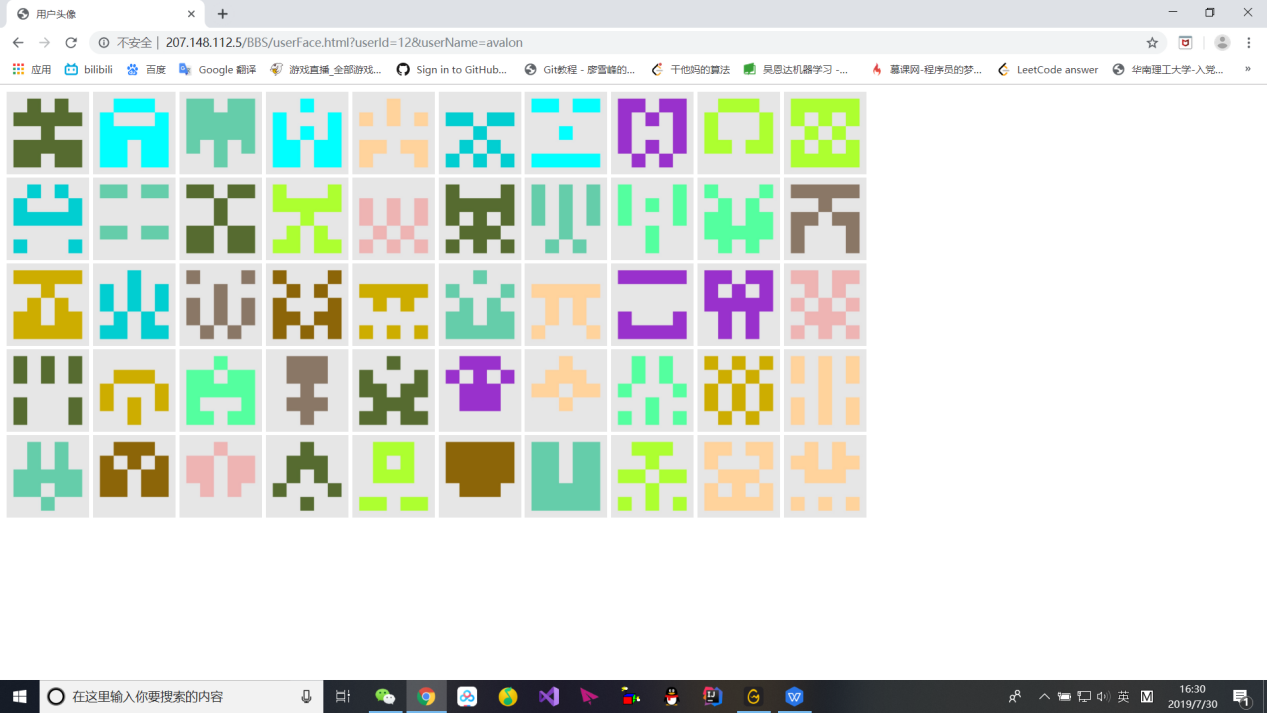 用户头像
不安全 | 207.148.112.5/BBS/userFace.html?userId=12&userName=avalon
应用 bilibili 百度 Google 翻译 游戏直播_全部游戏... Sign in to GitHub... Git教程 - 廖雪峰的... 干他妈的算法 吴恩达机器学习 -... 慕课网-程序员的梦... LeetCode answer 华南理工大学-入党... »
在这里输入你要搜索的内容
英
16:30
2019/7/30
1